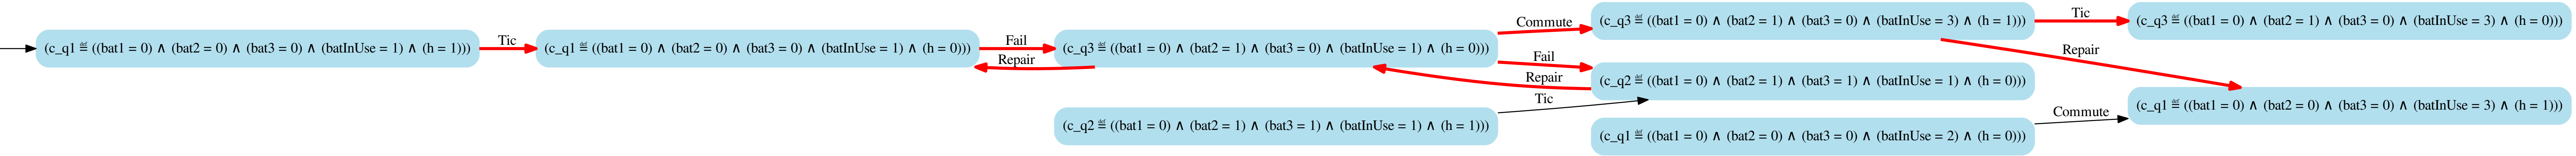 (c_q1 ≝ ((bat1 = 0) ∧ (bat2 = 0) ∧ (bat3 = 0) ∧ (batInUse = 1) ∧ (h = 1)))
Tic
(c_q1 ≝ ((bat1 = 0) ∧ (bat2 = 0) ∧ (bat3 = 0) ∧ (batInUse = 1) ∧ (h = 0)))
Fail
Repair
(c_q3 ≝ ((bat1 = 0) ∧ (bat2 = 1) ∧ (bat3 = 0) ∧ (batInUse = 1) ∧ (h = 0)))
Commute
Fail
Repair
(c_q2 ≝ ((bat1 = 0) ∧ (bat2 = 1) ∧ (bat3 = 1) ∧ (batInUse = 1) ∧ (h = 1)))
Tic
(c_q3 ≝ ((bat1 = 0) ∧ (bat2 = 1) ∧ (bat3 = 0) ∧ (batInUse = 3) ∧ (h = 1)))
(c_q2 ≝ ((bat1 = 0) ∧ (bat2 = 1) ∧ (bat3 = 1) ∧ (batInUse = 1) ∧ (h = 0)))
(c_q1 ≝ ((bat1 = 0) ∧ (bat2 = 0) ∧ (bat3 = 0) ∧ (batInUse = 2) ∧ (h = 0)))
Tic
Repair
Commute
(c_q3 ≝ ((bat1 = 0) ∧ (bat2 = 1) ∧ (bat3 = 0) ∧ (batInUse = 3) ∧ (h = 0)))
(c_q1 ≝ ((bat1 = 0) ∧ (bat2 = 0) ∧ (bat3 = 0) ∧ (batInUse = 3) ∧ (h = 1)))